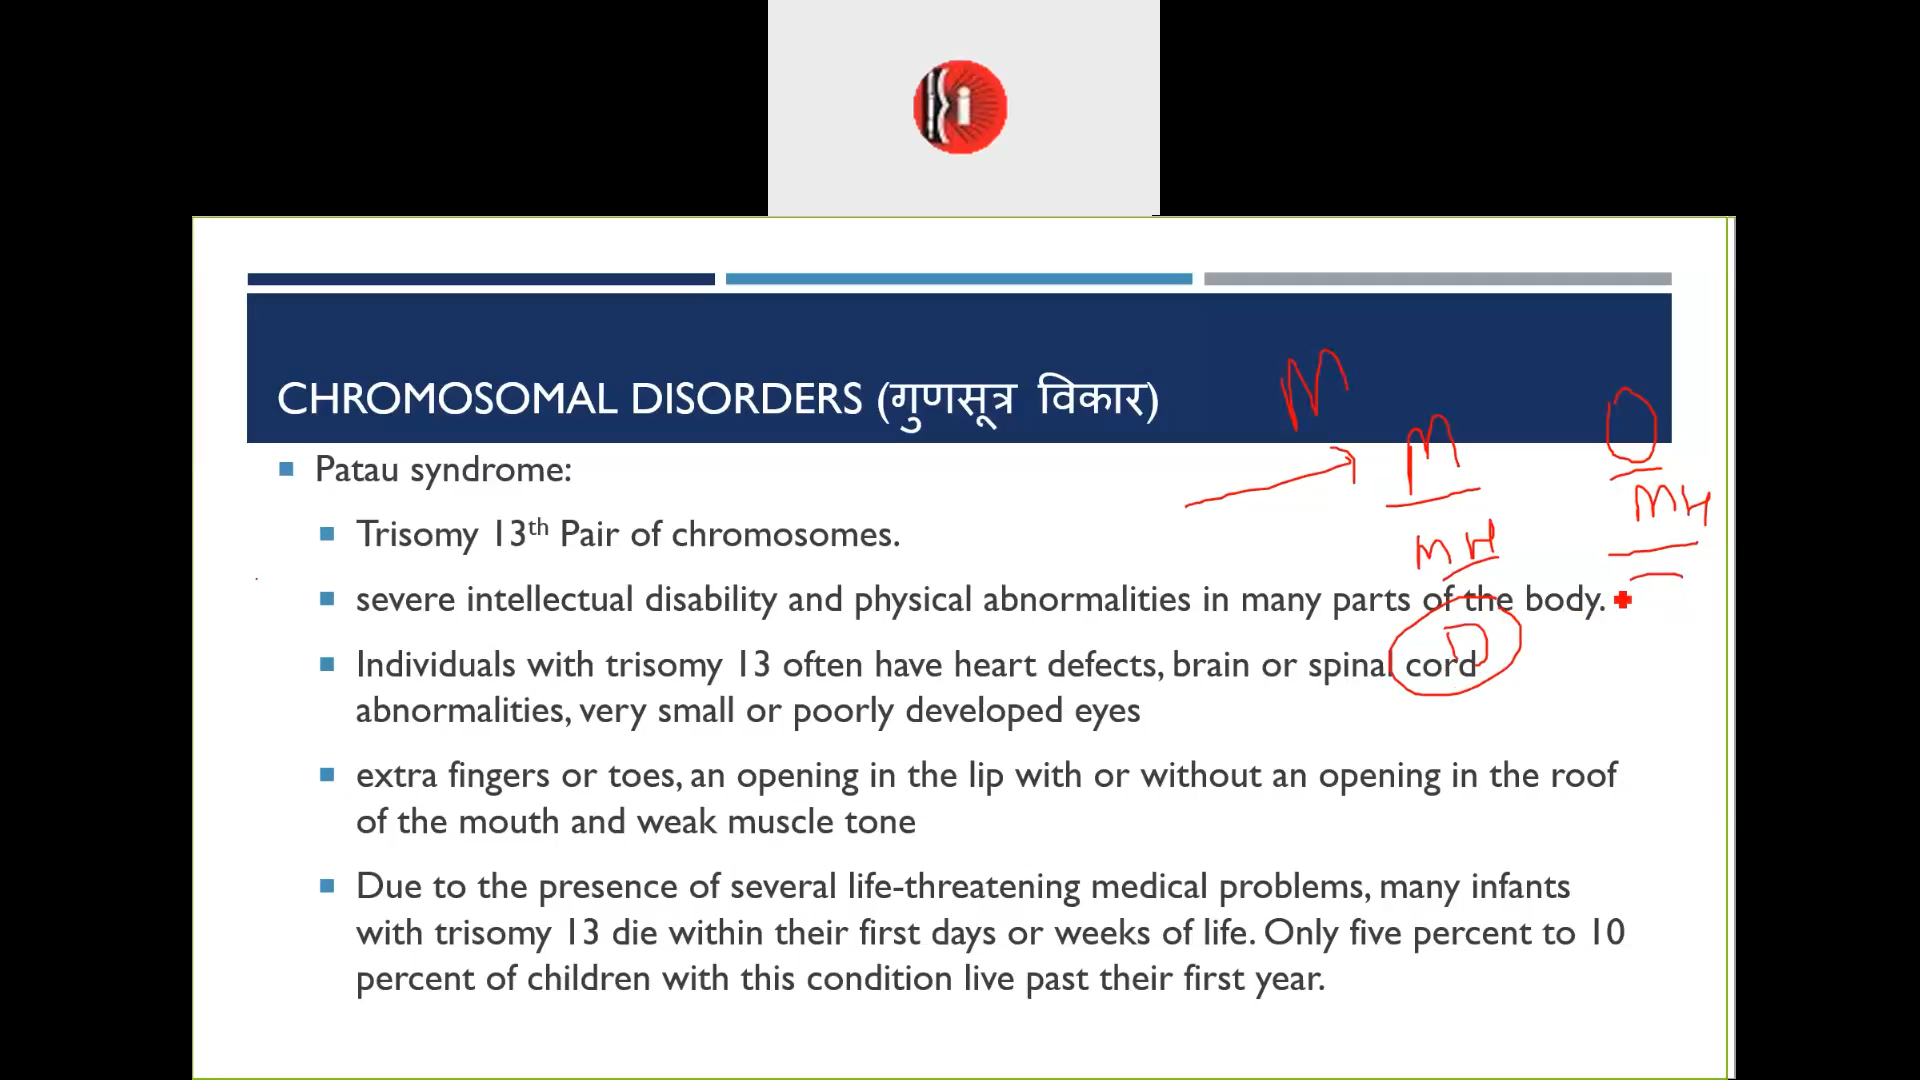 CHROMOSOMAL DISORDERS (गुणसूत्र विकार)
Patau syndrome:
Trisomy 13th Pair of chromosomes.
severe intellectual disability and physical abnormalities in many parts of the body.
Individuals with trisomy 13 often have heart defects, brain or spinal cord
abnormalities, very small or poorly developed eyes
extra fingers or toes, an opening in the lip with or without an opening in the roof
of the mouth and weak muscle tone
Due to the presence of several life-threatening medical problems, many infants
with trisomy 13 die within their first days or weeks of life. Only five percent to 10
percent of children with this condition live past their first year.
M
M
MH
D
O
MH